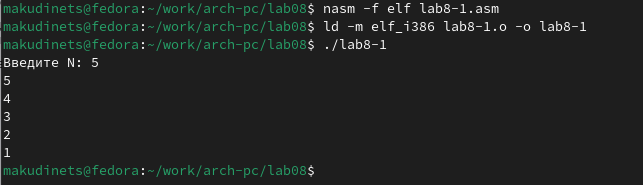 makudinets@fedora:~/work/arch-pc/lab08$ nasm -f elf lab8-1.asm
makudinets@fedora:~/work/arch-pc/lab08$ ld -m elf_i386 lab8-1.o -o lab8-1
makudinets@fedora:~/work/arch-pc/lab08$ ./lab8-1
Введите N: 5
5
4
3
2
1
makudinets@fedora:~/work/arch-pc/lab08$